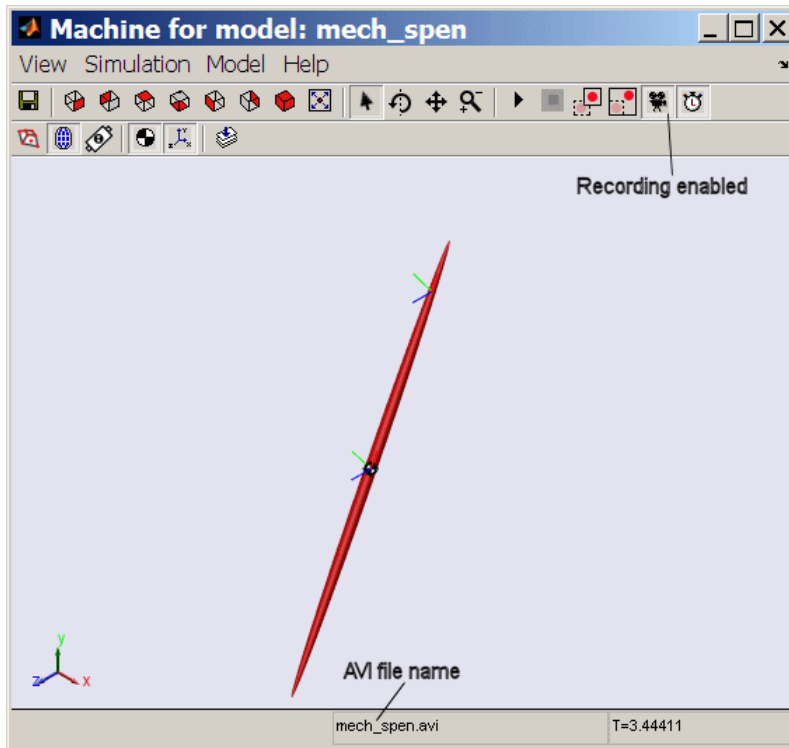 Machine for model: mech_spen
View Simulation Model Help
Recording enabled
y
z x
AVI file name
mech_spen.avi T=3.44411